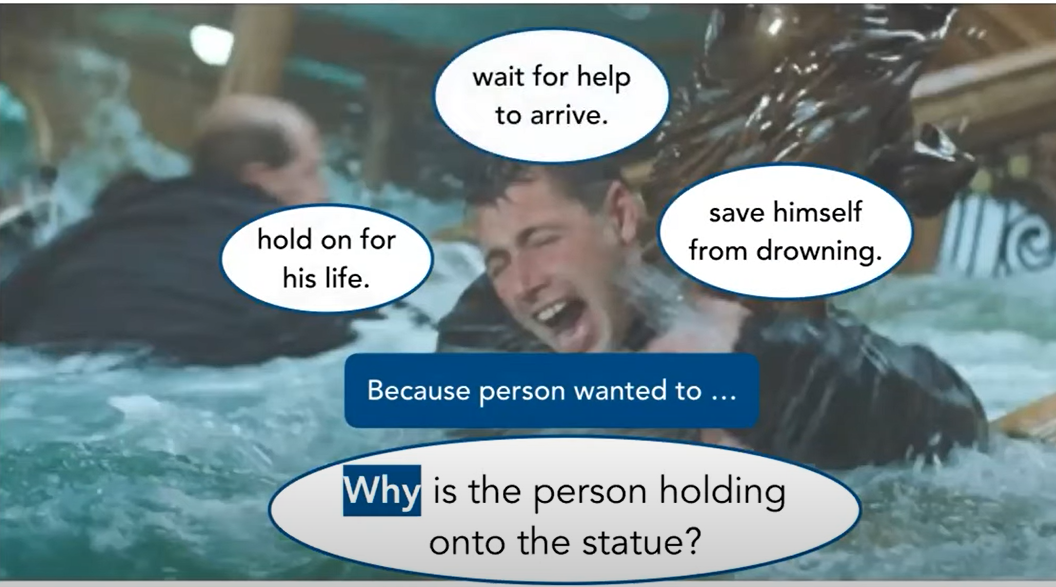 wait for help
to arrive.
hold on for
his life.
save himself
from drowning.
Because person wanted to …
Why is the person holding
onto the statue?